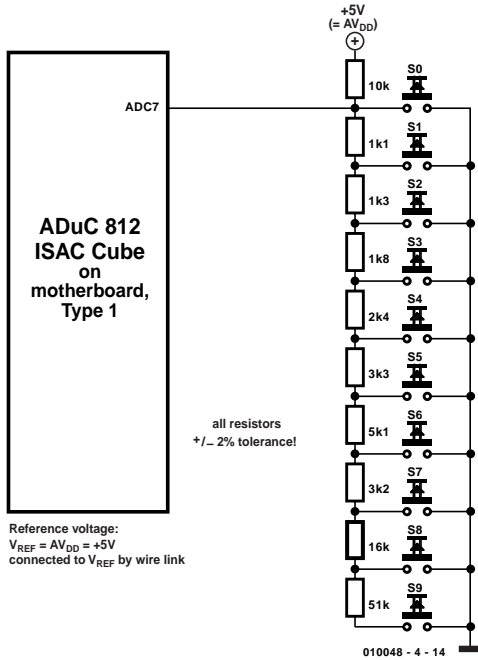 +5V
(= AVDD)
10k
S0
ADC7
S1
1k1
S2
1k3
S3
1k8
S4
2k4
S5
3k3
S6
5k1
S7
3k2
S8
16k
S9
51k
ADuC 812
ISAC Cube
on
motherboard,
Type 1
all resistors
+/– 2% tolerance!
Reference voltage:
VREF = AVDD = +5V
connected to VREF by wire link
010048 - 4 - 14